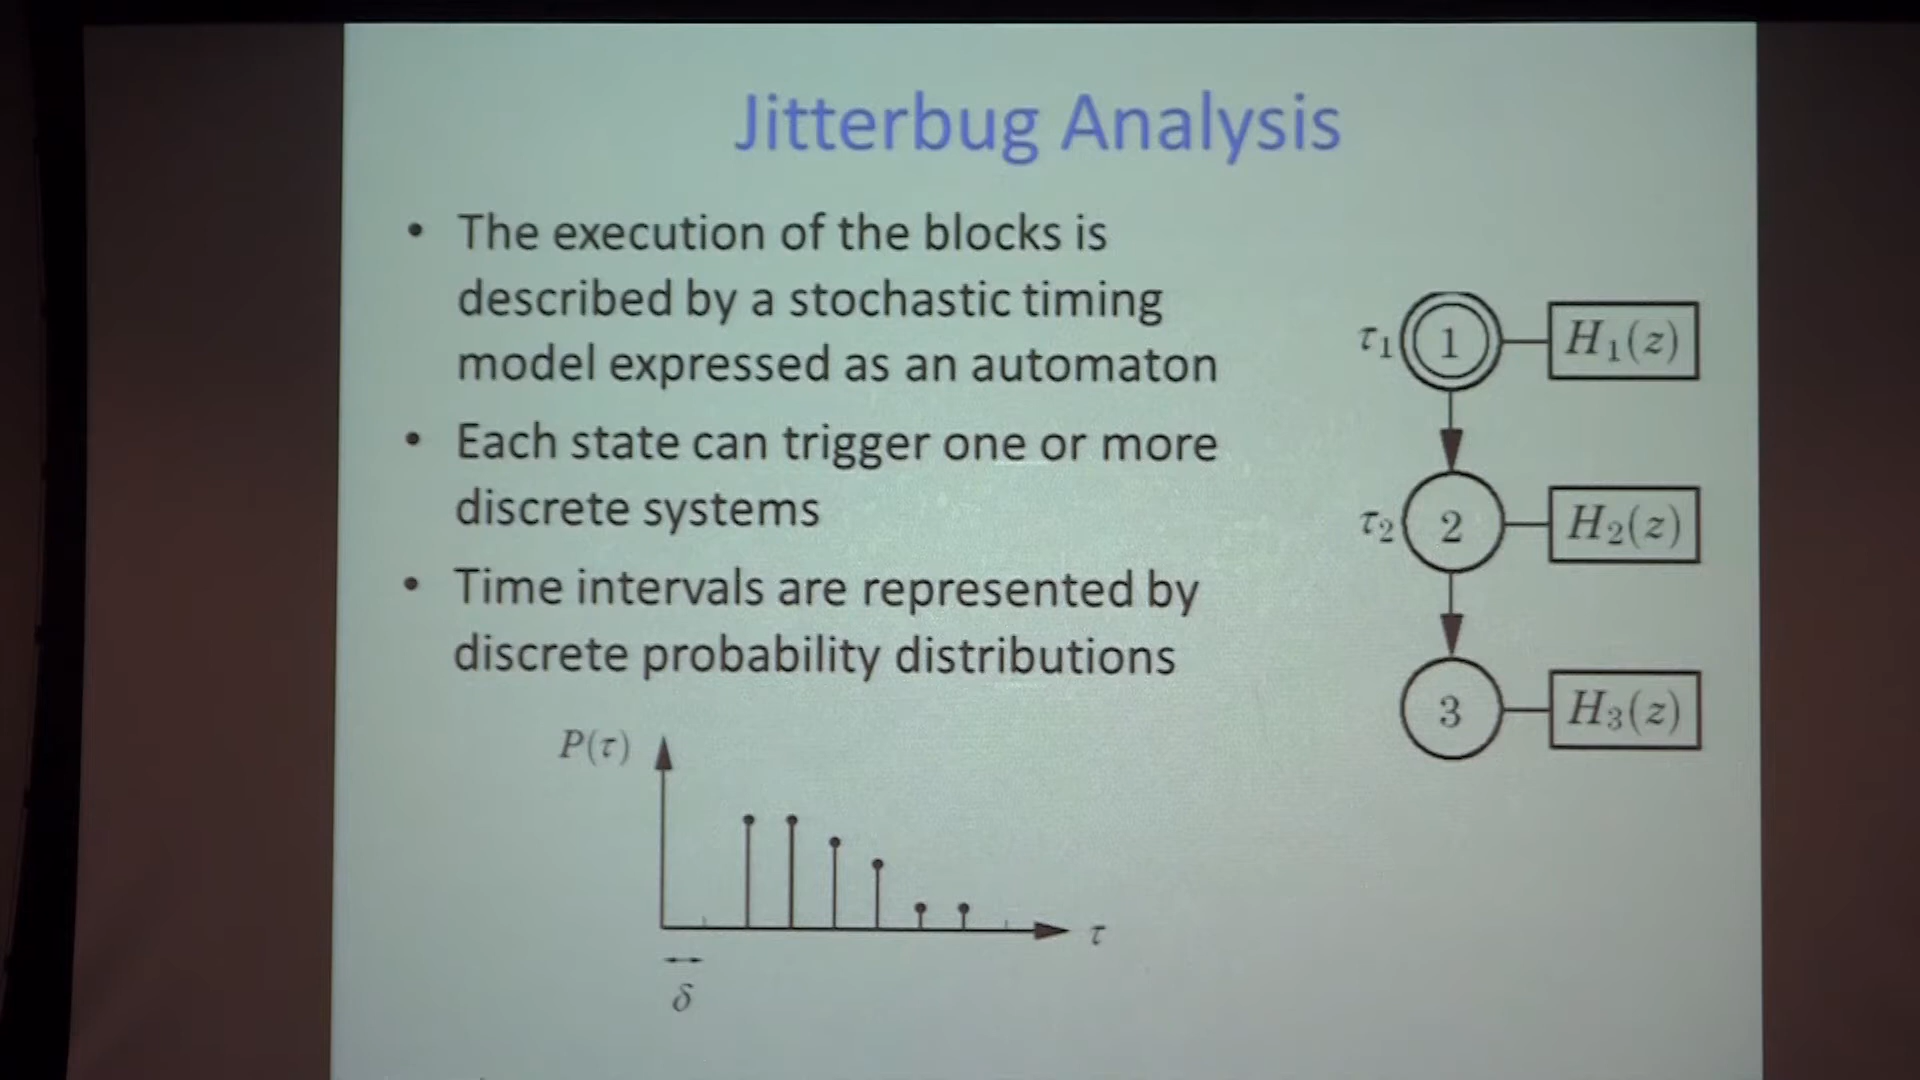 Jitterbug Analysis
• The execution of the blocks is
described by a stochastic timing
model expressed as an automaton
• Each state can trigger one or more
discrete systems
• Time intervals are represented by
discrete probability distributions
τ₁ 1 H₁(z)
τ₂ 2 H₂(z)
3 H₃(z)
P(τ)
τ
δ